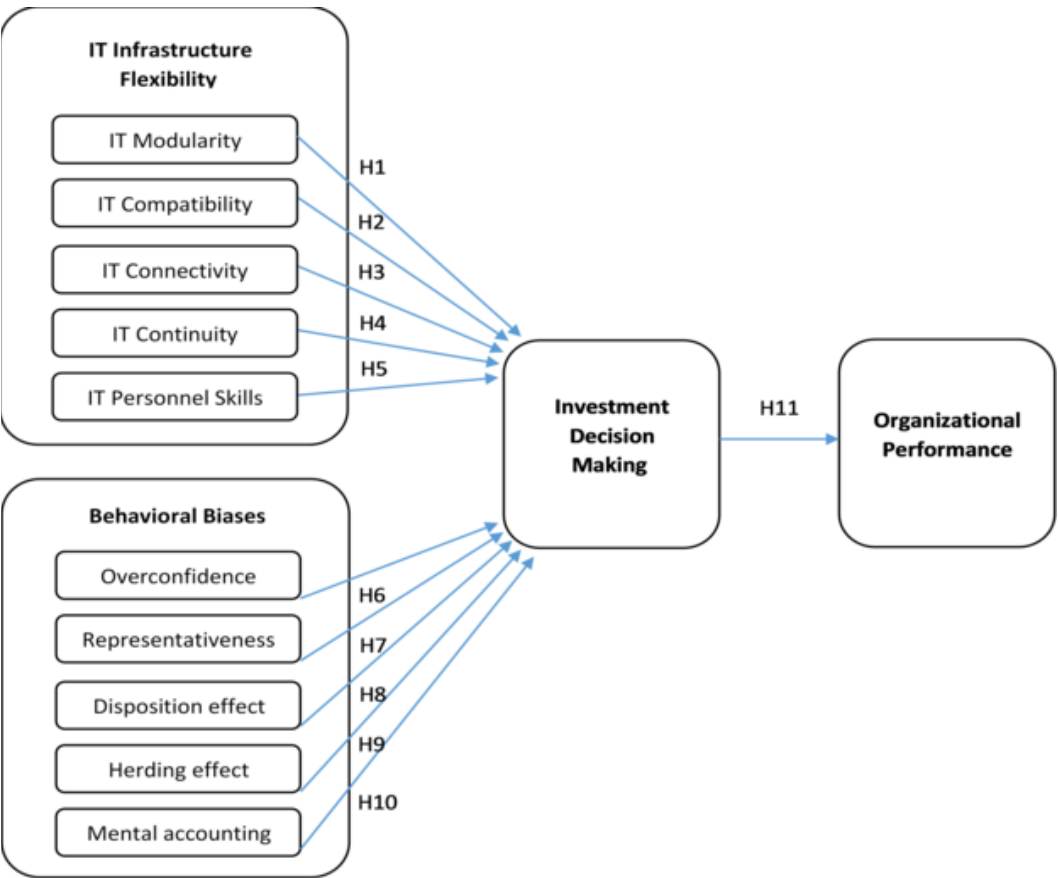 IT Infrastructure
Flexibility
IT Modularity
IT Compatibility
IT Connectivity
IT Continuity
IT Personnel Skills
H1
H2
H3
H4
H5
Behavioral Biases
Overconfidence
Representativeness
Disposition effect
Herding effect
Mental accounting
H6
H7
H8
H9
H10
Investment
Decision
Making
H11
Organizational
Performance